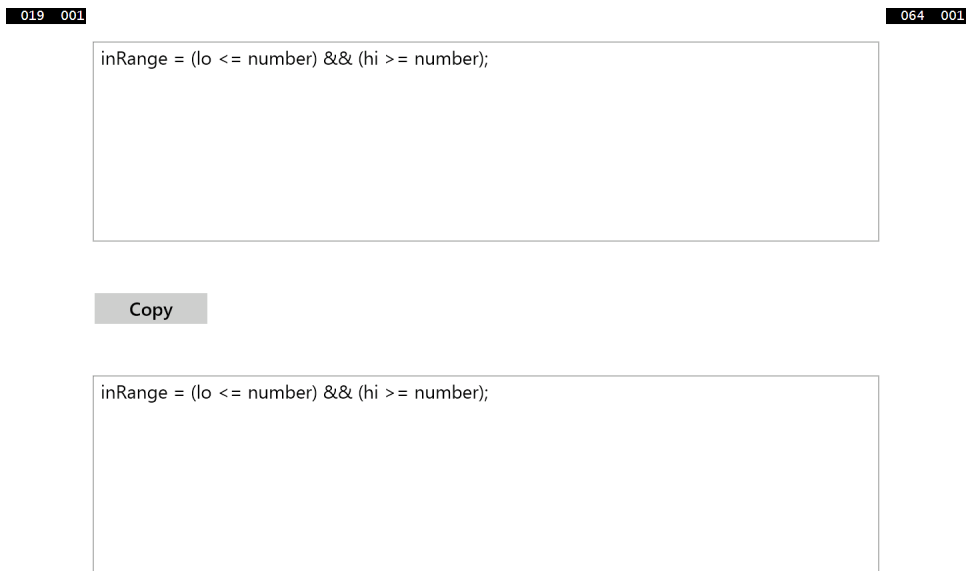 019 001
064 001
inRange = (lo <= number) && (hi >= number);
Copy
inRange = (lo <= number) && (hi >= number);